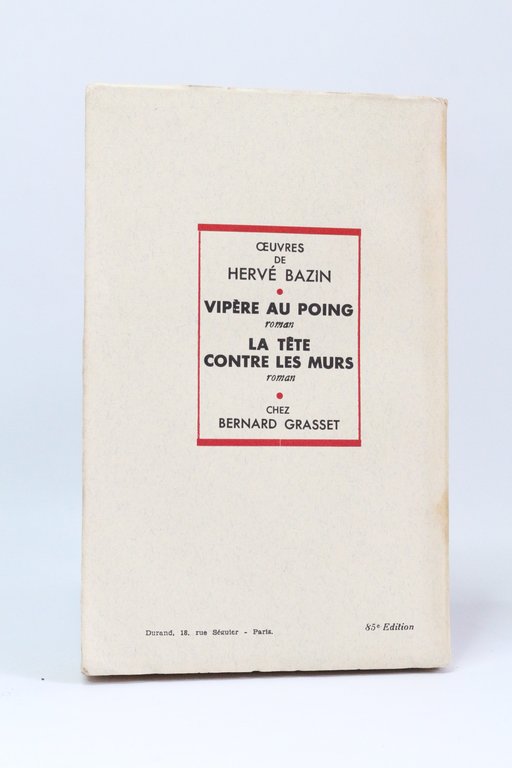 ŒUVRES
DE
HERVÉ BAZIN
VIPÈRE AU POING
roman
LA TÊTE
CONTRE LES MURS
roman
CHEZ
BERNARD GRASSET
Durand, 18, rue Séguier - Paris.
85e Edition